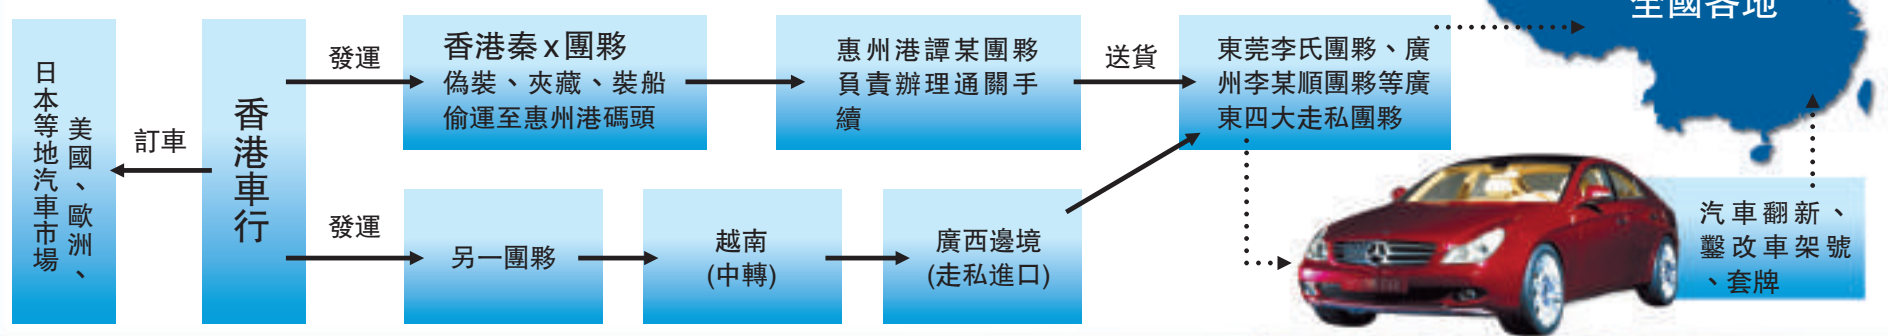 美國、歐洲、
日本等地汽車市場
訂車
香港車行
發運
香港秦x團夥
偽裝、夾藏、裝船
偷運至惠州港碼頭
惠州港譚某團夥
負責辦理通關手
續
送貨
東莞李氏團夥、廣
州李某順團夥等廣
東四大走私團夥
全國各地
發運
另一團夥
越南
(中轉)
廣西邊境
(走私進口)
汽車翻新、
鑿改車架號
、套牌